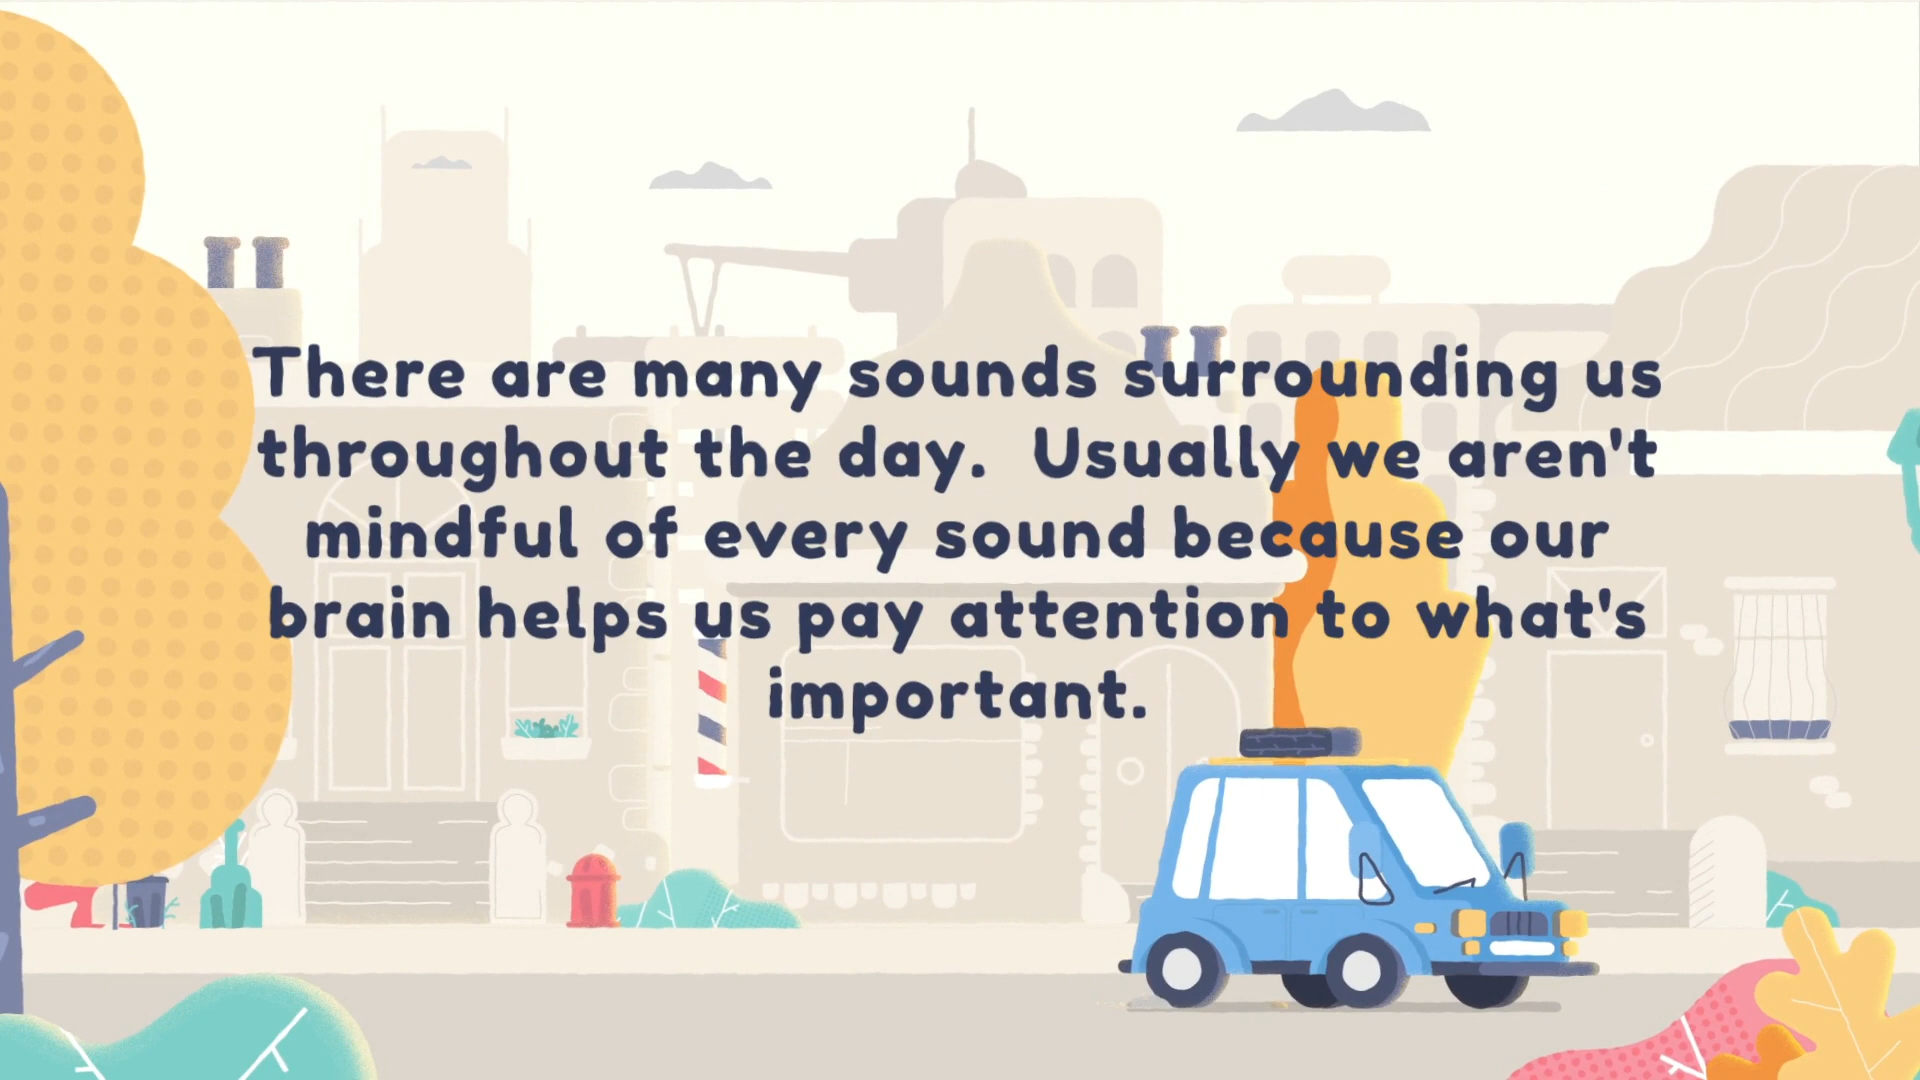 There are many sounds surrounding us
throughout the day.  Usually we aren't
mindful of every sound because our
brain helps us pay attention to what's
important.